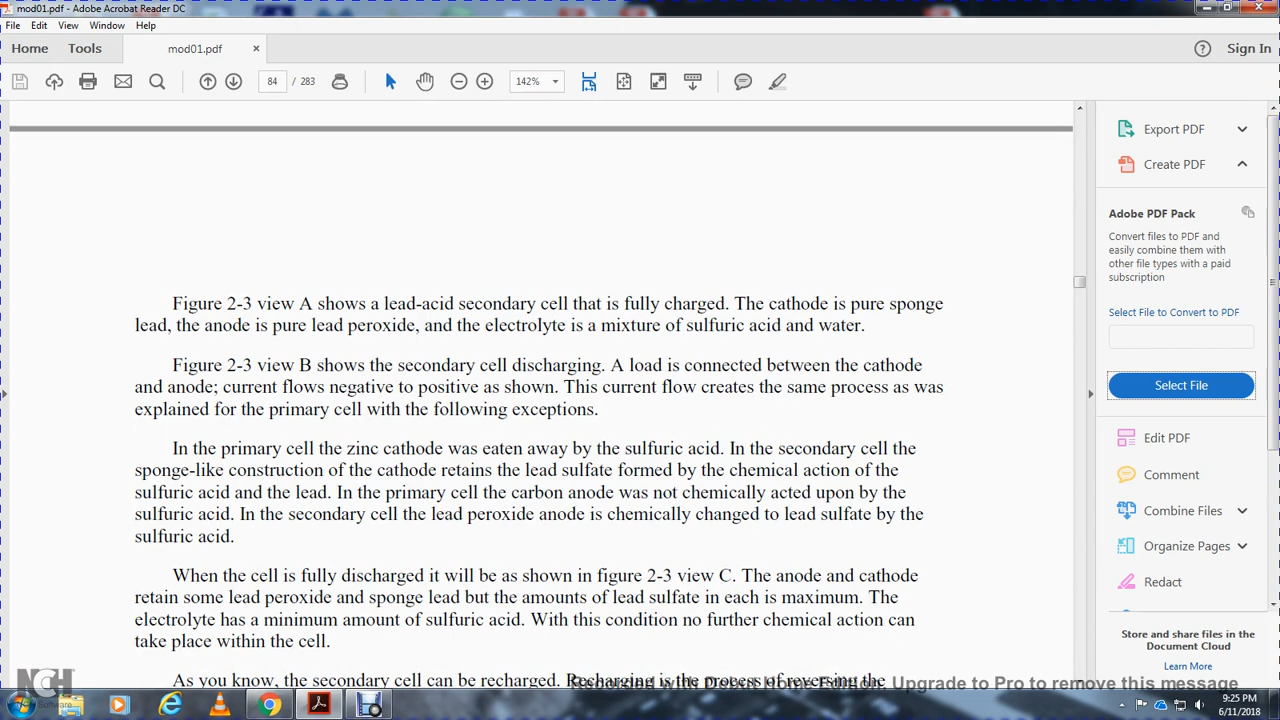 mod01.pdf - Adobe Acrobat Reader DC
File Edit View Window Help
Home Tools mod01.pdf × Sign In
84 / 283 142%
Export PDF
Create PDF
Adobe PDF Pack
Convert files to PDF and
easily combine them with
other file types with a paid
subscription
Select File to Convert to PDF
Select File
Edit PDF
Comment
Combine Files
Organize Pages
Redact
Store and share files in the
Document Cloud
Learn More
Figure 2-3 view A shows a lead-acid secondary cell that is fully charged. The cathode is pure sponge
lead, the anode is pure lead peroxide, and the electrolyte is a mixture of sulfuric acid and water.
Figure 2-3 view B shows the secondary cell discharging. A load is connected between the cathode
and anode; current flows negative to positive as shown. This current flow creates the same process as was
explained for the primary cell with the following exceptions.
In the primary cell the zinc cathode was eaten away by the sulfuric acid. In the secondary cell the
sponge-like construction of the cathode retains the lead sulfate formed by the chemical action of the
sulfuric acid and the lead. In the primary cell the carbon anode was not chemically acted upon by the
sulfuric acid. In the secondary cell the lead peroxide anode is chemically changed to lead sulfate by the
sulfuric acid.
When the cell is fully discharged it will be as shown in figure 2-3 view C. The anode and cathode
retain some lead peroxide and sponge lead but the amounts of lead sulfate in each is maximum. The
electrolyte has a minimum amount of sulfuric acid. With this condition no further chemical action can
take place within the cell.
As you know, the secondary cell can be recharged. Recharging is the process of reversing the
Recorded with Upgrade to Pro to remove this message
NCH Software
9:25 PM
6/11/2018